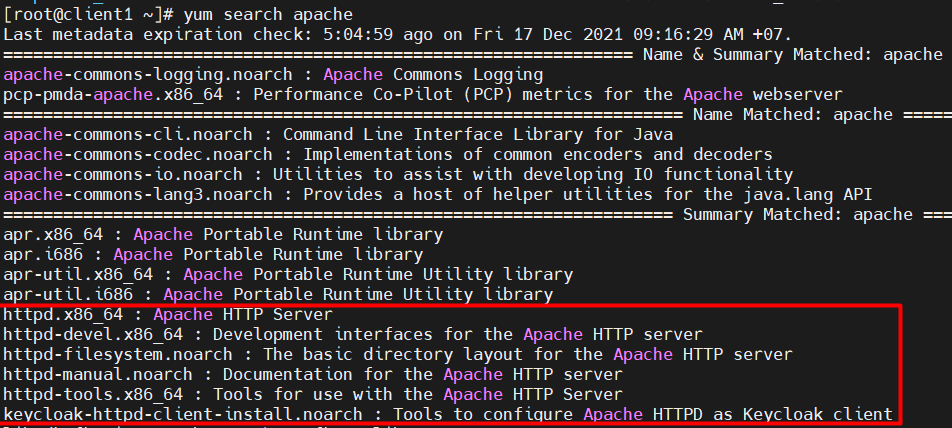 [root@client1 ~]# yum search apache
Last metadata expiration check: 5:04:59 ago on Fri 17 Dec 2021 09:16:29 AM +07.
=============================================================== Name & Summary Matched: apache
apache-commons-logging.noarch : Apache Commons Logging
pcp-pmda-apache.x86_64 : Performance Co-Pilot (PCP) metrics for the Apache webserver
==================================================================== Name Matched: apache =====
apache-commons-cli.noarch : Command Line Interface Library for Java
apache-commons-codec.noarch : Implementations of common encoders and decoders
apache-commons-io.noarch : Utilities to assist with developing IO functionality
apache-commons-lang3.noarch : Provides a host of helper utilities for the java.lang API
=================================================================== Summary Matched: apache ===
apr.x86_64 : Apache Portable Runtime library
apr.i686 : Apache Portable Runtime library
apr-util.x86_64 : Apache Portable Runtime Utility library
apr-util.i686 : Apache Portable Runtime Utility library
httpd.x86_64 : Apache HTTP Server
httpd-devel.x86_64 : Development interfaces for the Apache HTTP server
httpd-filesystem.noarch : The basic directory layout for the Apache HTTP server
httpd-manual.noarch : Documentation for the Apache HTTP server
httpd-tools.x86_64 : Tools for use with the Apache HTTP Server
keycloak-httpd-client-install.noarch : Tools to configure Apache HTTPD as Keycloak client